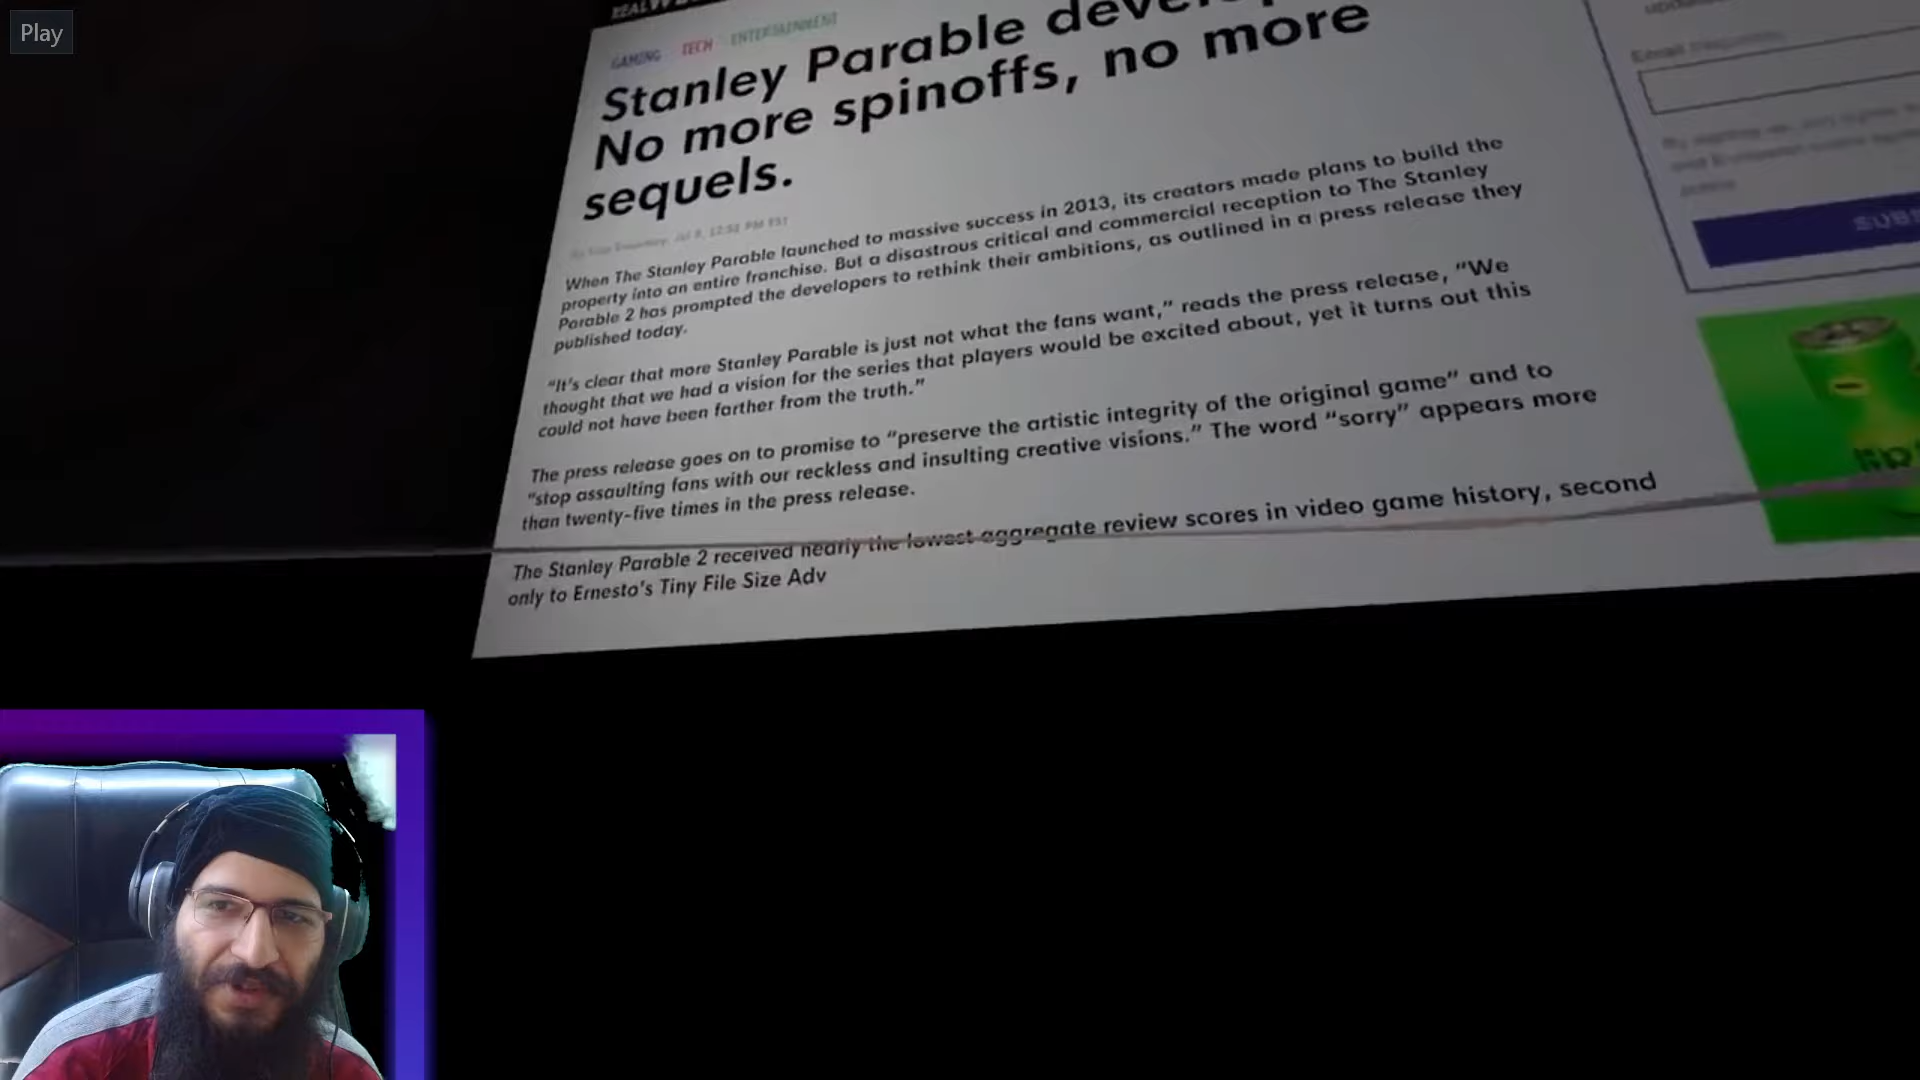 Play
GAMING TECH ENTERTAINMENT
Stanley Parable
No more spinoffs, no more
sequels.
When The Stanley Parable launched to massive success in 2013, its creators made plans to build the
property into an entire franchise. But a disastrous critical and commercial reception to The Stanley
Parable 2 has prompted the developers to rethink their ambitions, as outlined in a press release they
published today.
“It’s clear that more Stanley Parable is just not what the fans want,” reads the press release, “We
thought that we had a vision for the series that players would be excited about, yet it turns out this
could not have been farther from the truth.”
The press release goes on to promise to “preserve the artistic integrity of the original game” and to
“stop assaulting fans with our reckless and insulting creative visions.” The word “sorry” appears more
than twenty-five times in the press release.
The Stanley Parable 2 received nearly the lowest aggregate review scores in video game history, second
only to Ernesto’s Tiny File Size Adv
Email